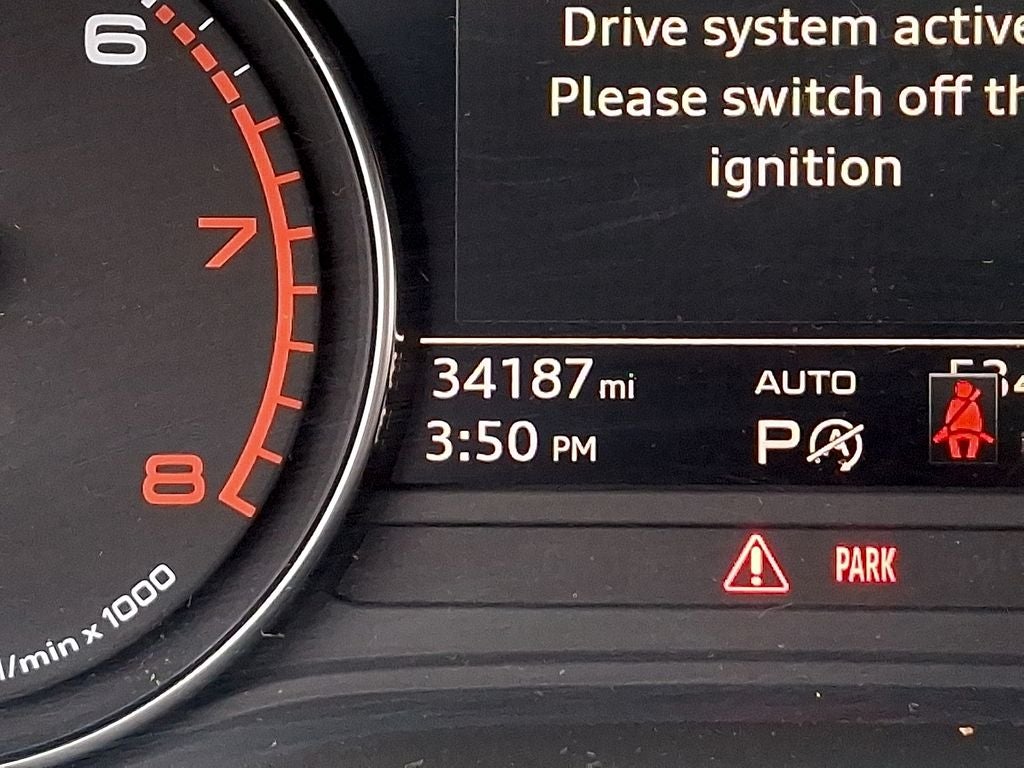 6
7
8
1/min x 1000
Drive system active
Please switch off
ignition
34187 mi
AUTO
3:50 PM
P
A
PARK